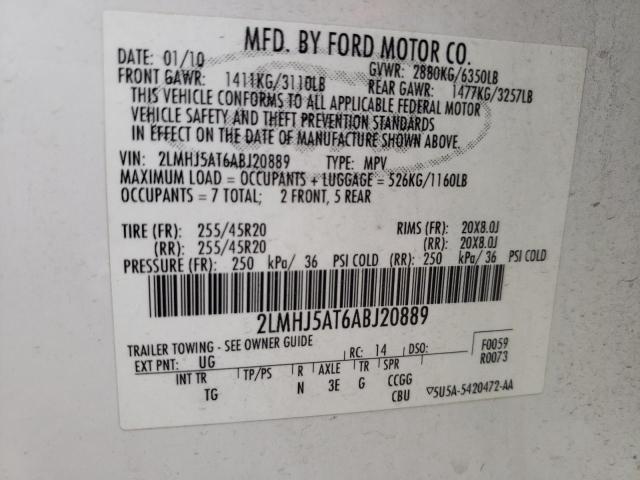 MFD. BY FORD MOTOR CO.
DATE: 01/10 GVWR: 2880KG/6350LB
FRONT GAWR: 1411KG/3110LB REAR GAWR: 1477KG/3257LB
THIS VEHICLE CONFORMS TO ALL APPLICABLE FEDERAL MOTOR
VEHICLE SAFETY AND THEFT PREVENTION STANDARDS
IN EFFECT ON THE DATE OF MANUFACTURE SHOWN ABOVE.
VIN: 2LMHJ5AT6ABJ20889 TYPE: MPV
MAXIMUM LOAD = OCCUPANTS + LUGGAGE = 526KG/1160LB
OCCUPANTS = 7 TOTAL; 2 FRONT, 5 REAR
TIRE (FR): 255/45R20 RIMS (FR): 20X8.0J
(RR): 255/45R20 (RR): 20X8.0J
PRESSURE (FR): 250 kPa/ 36 PSI COLD (RR): 250 kPa/ 36 PSI COLD
2LMHJ5AT6ABJ20889
TRAILER TOWING - SEE OWNER GUIDE
EXT PNT: UG RC: 14 DSO: F0059
R0073
INT TR TP/PS R AXLE TR SPR
TG N 3E G CCGG
CBU 5U5A-5420472-AA